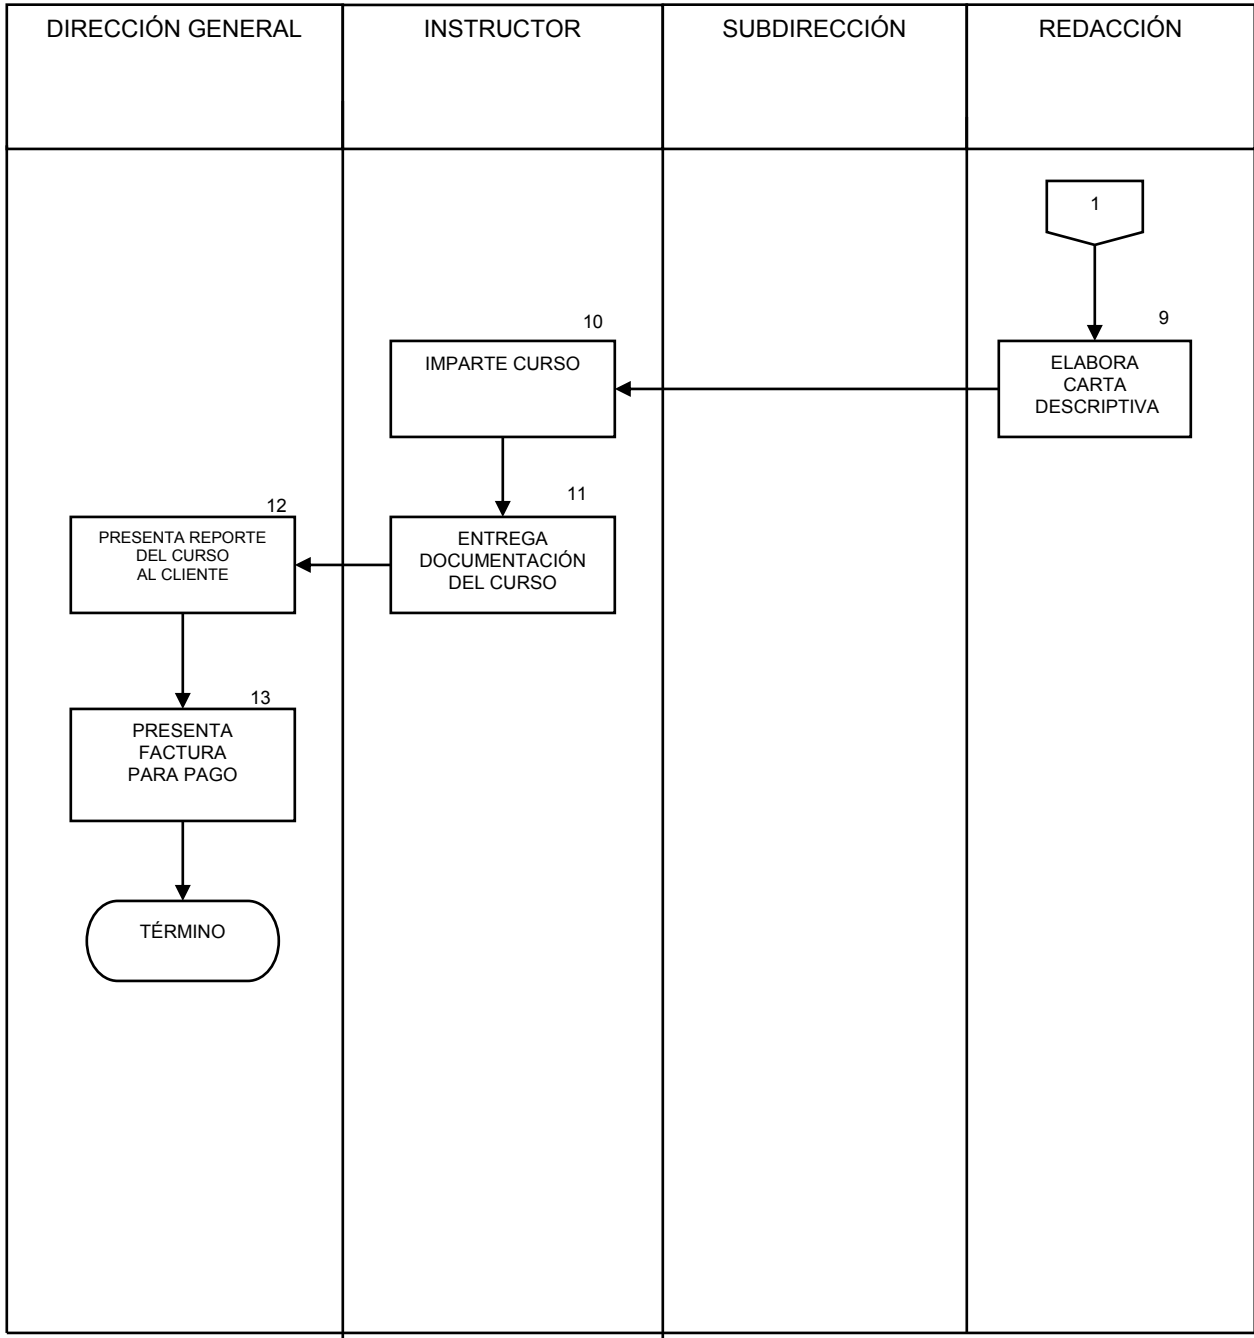 DIRECCIÓN GENERAL
INSTRUCTOR
SUBDIRECCIÓN
REDACCIÓN
1
9
ELABORA
CARTA
DESCRIPTIVA
10
IMPARTE CURSO
11
ENTREGA
DOCUMENTACIÓN
DEL CURSO
12
PRESENTA REPORTE
DEL CURSO
AL CLIENTE
13
PRESENTA
FACTURA
PARA PAGO
TÉRMINO